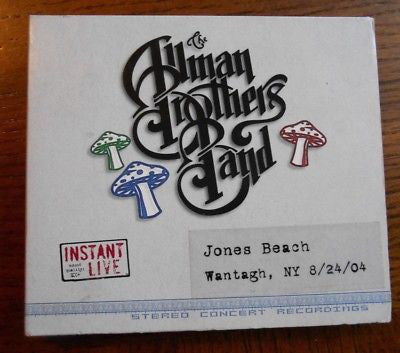 The
Allman
Brothers
Band
INSTANT
LIVE
Jones Beach
Wantagh, NY 8/24/04
STEREO CONCERT RECORDINGS